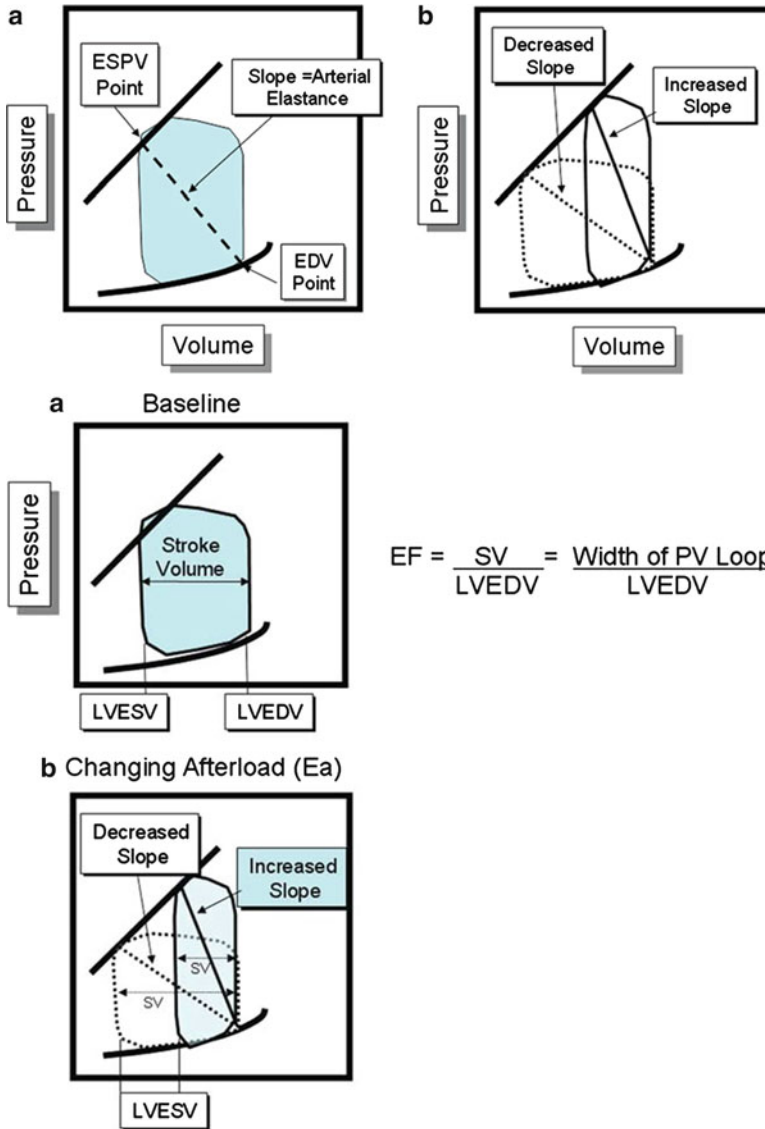 a
ESPV
Point
Slope =Arterial
Elastance
Pressure
EDV
Point
Volume
b
Decreased
Slope
Increased
Slope
Pressure
Volume
a
Baseline
Pressure
Stroke
Volume
LVESV
LVEDV
EF = SV = Width of PV Loop
LVEDV LVEDV
b Changing Afterload (Ea)
Decreased
Slope
Increased
Slope
SV
SV
LVESV